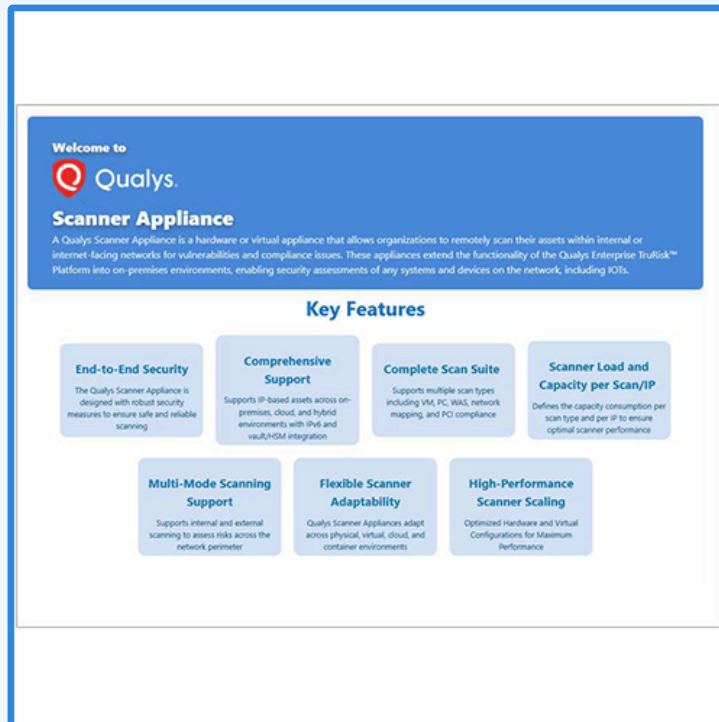 Welcome to
Qualys.
Scanner Appliance
A Qualys Scanner Appliance is a hardware or virtual appliance that allows organizations to remotely scan their assets within internal or
internet-facing networks for vulnerabilities and compliance issues. These appliances extend the functionality of the Qualys Enterprise TruRisk™
Platform into on-premises environments, enabling security assessments of any systems and devices on the network, including IOTs.
Key Features
End-to-End Security
The Qualys Scanner Appliance is
designed with robust security
measures to ensure safe and reliable
scanning
Comprehensive
Support
Supports IP-based assets across on-
premises, cloud, and hybrid
environments with IPv6 and
vault/HSM integration
Complete Scan Suite
Supports multiple scan types
including VM, PC, WAS, network
mapping, and PCI compliance
Scanner Load and
Capacity per Scan/IP
Defines the capacity consumption per
scan type and per IP to ensure
optimal scanner performance
Multi-Mode Scanning
Support
Supports internal and external
scanning to assess risks across the
network perimeter
Flexible Scanner
Adaptability
Qualys Scanner Appliances adapt
across physical, virtual, cloud, and
container environments
High-Performance
Scanner Scaling
Optimized Hardware and Virtual
Configurations for Maximum
Performance